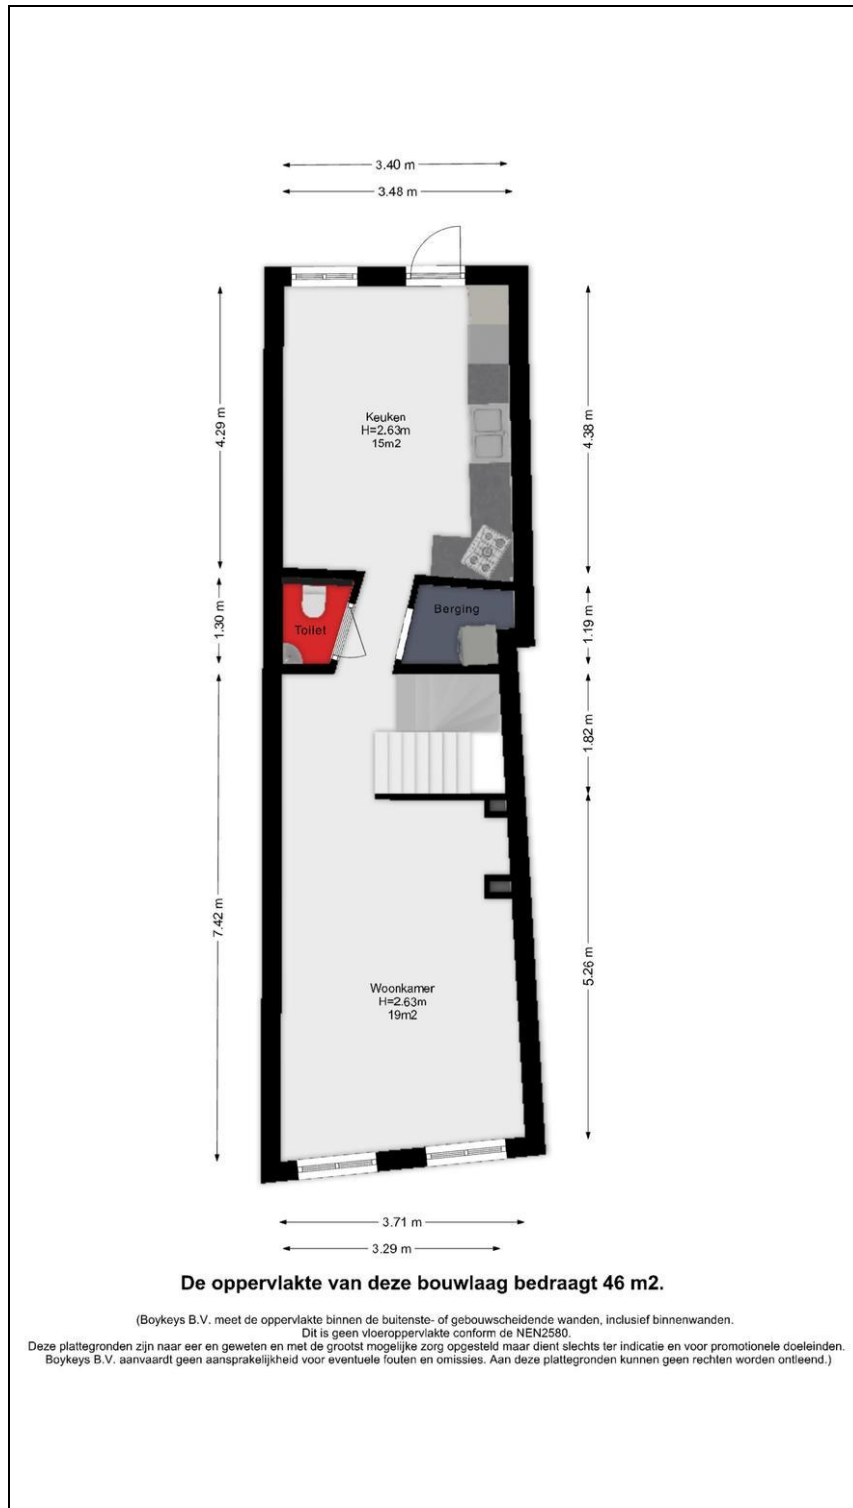 3.40 m
3.48 m
4.29 m
4.38 m
Keuken
H=2.63m
15m2
1.30 m
1.19 m
Toilet
Berging
1.82 m
7.42 m
5.26 m
Woonkamer
H=2.63m
19m2
3.71 m
3.29 m
De oppervlakte van deze bouwlaag bedraagt 46 m2.
(Boykeys B.V. meet de oppervlakte binnen de buitenste- of gebouwscheidende wanden, inclusief binnenwanden.
Dit is geen vloeroppervlakte conform de NEN2580.
Deze plattegronden zijn naar eer en geweten en met de grootst mogelijke zorg opgesteld maar dient slechts ter indicatie en voor promotionele doeleinden.
Boykeys B.V. aanvaardt geen aansprakelijkheid voor eventuele fouten en omissies. Aan deze plattegronden kunnen geen rechten worden ontleend.)